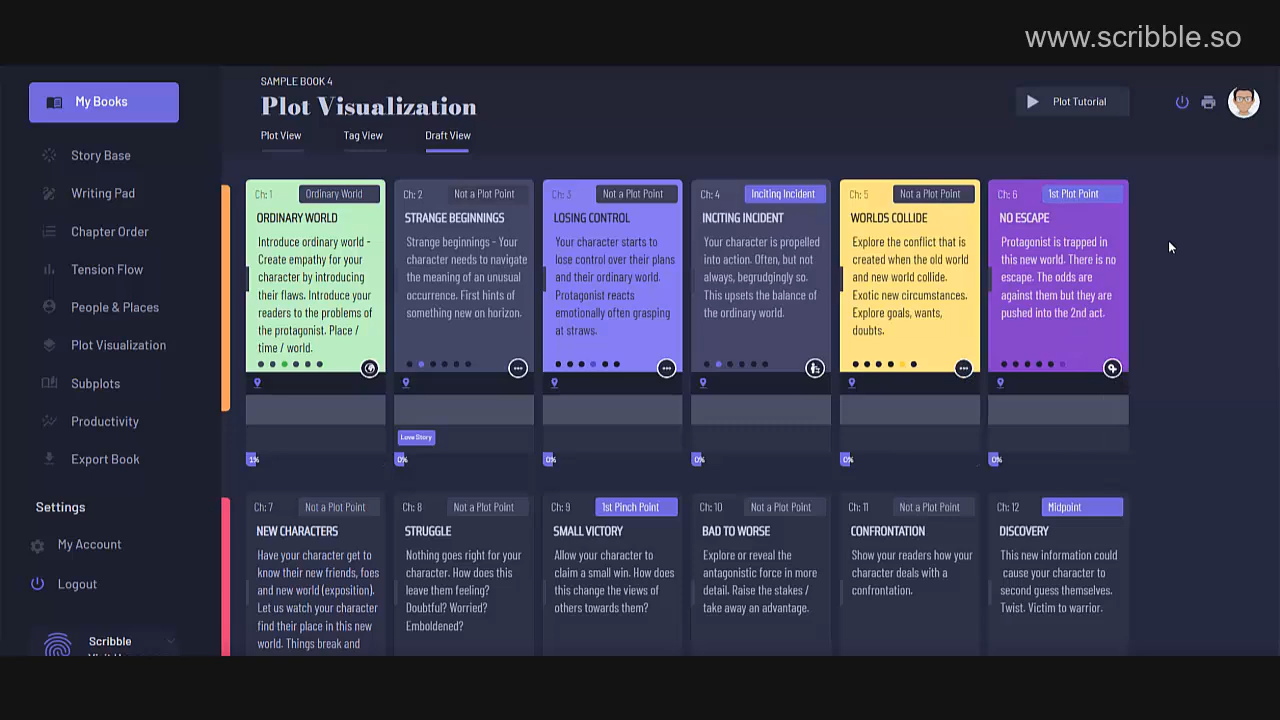 www.scribble.so
SAMPLE BOOK 4
My Books
Plot Visualization
Plot Tutorial
Plot View
Tag View
Draft View
Story Base
Writing Pad
Chapter Order
Tension Flow
People & Places
Plot Visualization
Subplots
Productivity
Export Book
Settings
My Account
Logout
Scribble
Ch: 1
Ordinary World
ORDINARY WORLD
Introduce ordinary world -
Create empathy for your
character by introducing
their flaws. Introduce your
readers to the problems of
the protagonist. Place /
time / world.
1%
Ch: 2
Not a Plot Point
STRANGE BEGINNINGS
Strange beginnings - Your
character needs to navigate
the meaning of an unusual
occurrence. First hints of
something new on horizon.
Love Story
0%
Ch: 3
Not a Plot Point
LOSING CONTROL
Your character starts to
lose control over their plans
and their ordinary world.
Protagonist reacts
emotionally often grasping
at straws.
0%
Ch: 4
Inciting Incident
INCITING INCIDENT
Your character is propelled
into action. Often, but not
always, begrudgingly so.
This upsets the balance of
the ordinary world.
0%
Ch: 5
Not a Plot Point
WORLDS COLLIDE
Explore the conflict that is
created when the old world
and new world collide.
Exotic new circumstances.
Explore goals, wants,
doubts.
0%
Ch: 6
1st Plot Point
NO ESCAPE
Protagonist is trapped in
this new world. There is no
escape. The odds are
against them but they are
pushed into the 2nd act.
0%
Ch: 7
Not a Plot Point
NEW CHARACTERS
Have your character get to
know their new friends, foes
and new world (exposition).
Let us watch your character
find their place in this new
world. Things break and
Ch: 8
Not a Plot Point
STRUGGLE
Nothing goes right for your
character. How does this
leave them feeling?
Doubtful? Worried?
Emboldened?
Ch: 9
1st Pinch Point
SMALL VICTORY
Allow your character to
claim a small win. How does
this change the views of
others towards them?
Ch: 10
Not a Plot Point
BAD TO WORSE
Explore or reveal the
antagonistic force in more
detail. Raise the stakes /
take away an advantage.
Ch: 11
Not a Plot Point
CONFRONTATION
Show your readers how your
character deals with a
confrontation.
Ch: 12
Midpoint
DISCOVERY
This new information could
cause your character to
second guess themselves.
Twist. Victim to warrior.